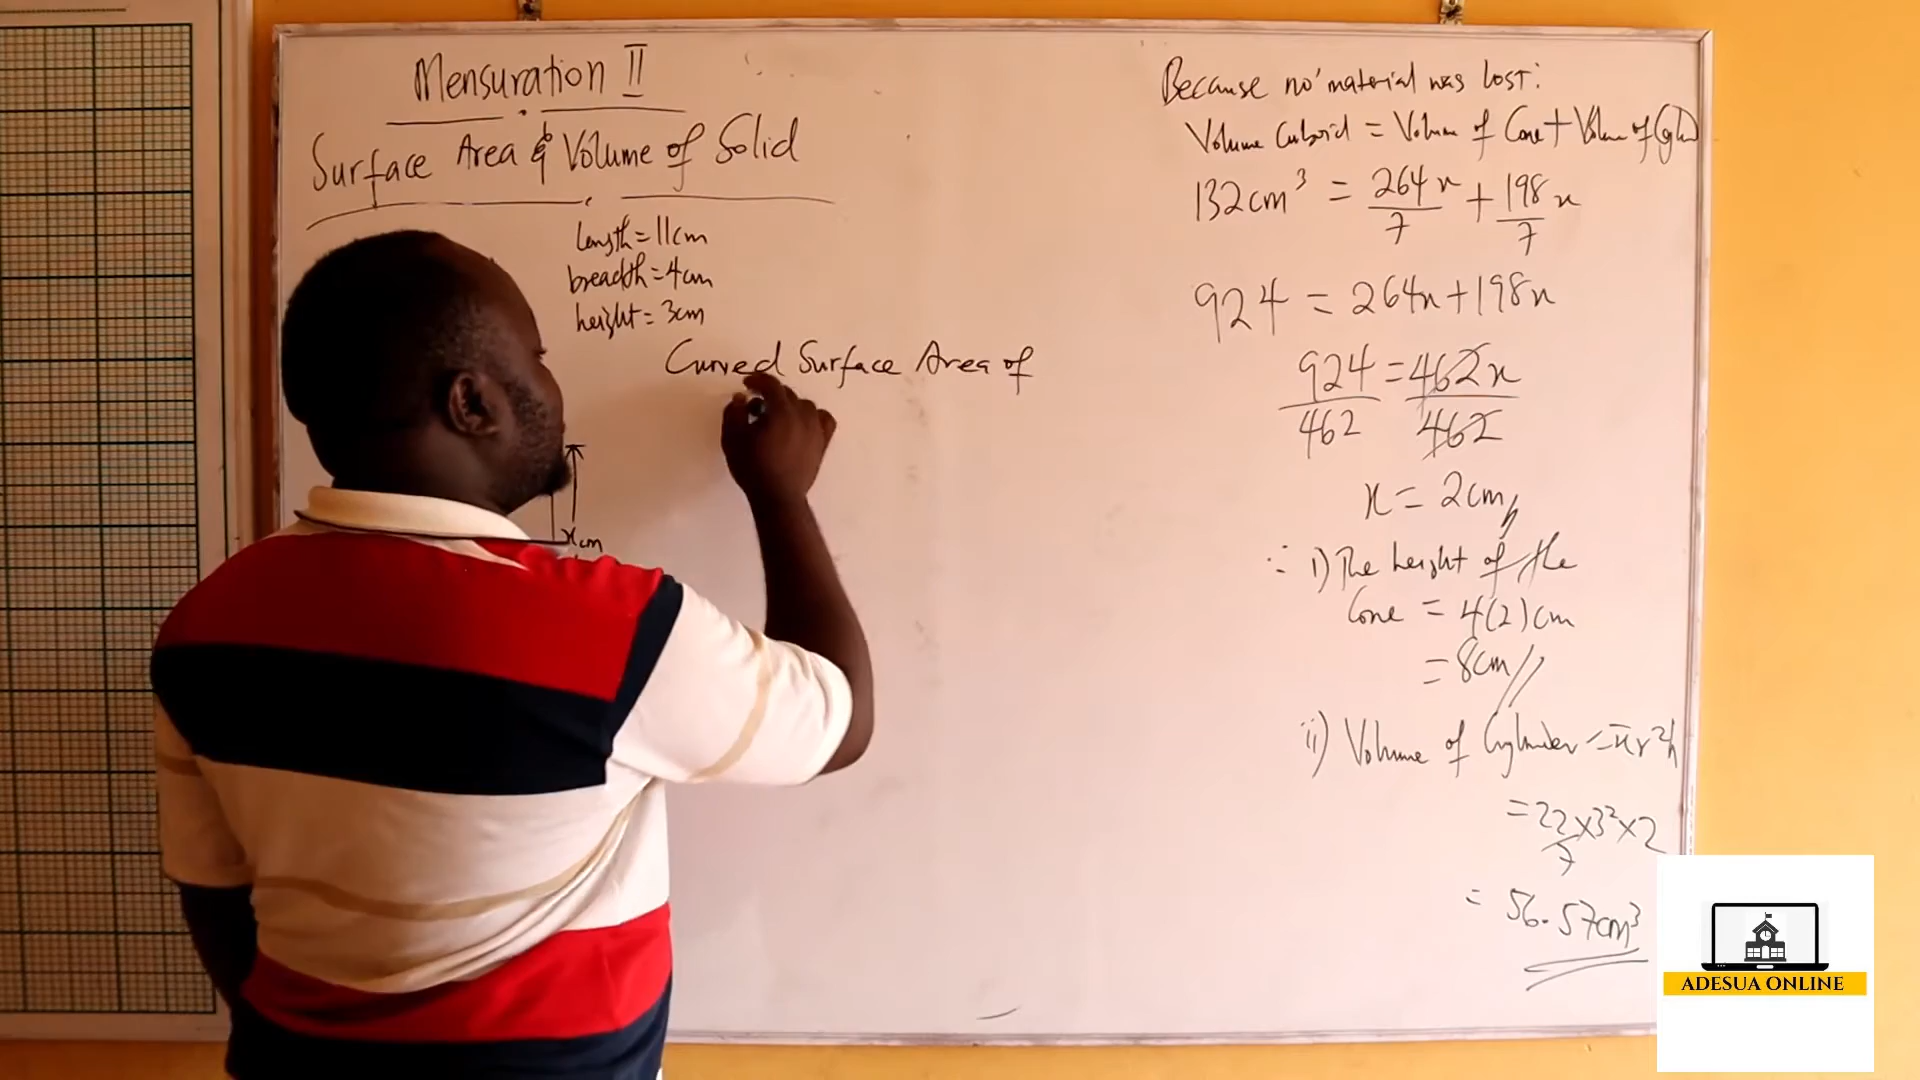 Mensuration II
Surface Area & Volume of Solid
length = 11cm
breadth = 4cm
height = 3cm
Curved Surface Area of
xcm
Because no material was lost:
Volume Cuboid = Volume of Cone + Volume of
132cm³ = 264x/7 + 198x/7
924 = 264x + 198x
924/462 = 462x/462
x = 2cm
∴ i) The height of the
Cone = 4(2)cm
= 8cm
ii) Volume of Cylinder = πr²h
= 22/7 × 3² × 2
= 56.57cm³
ADESUA ONLINE